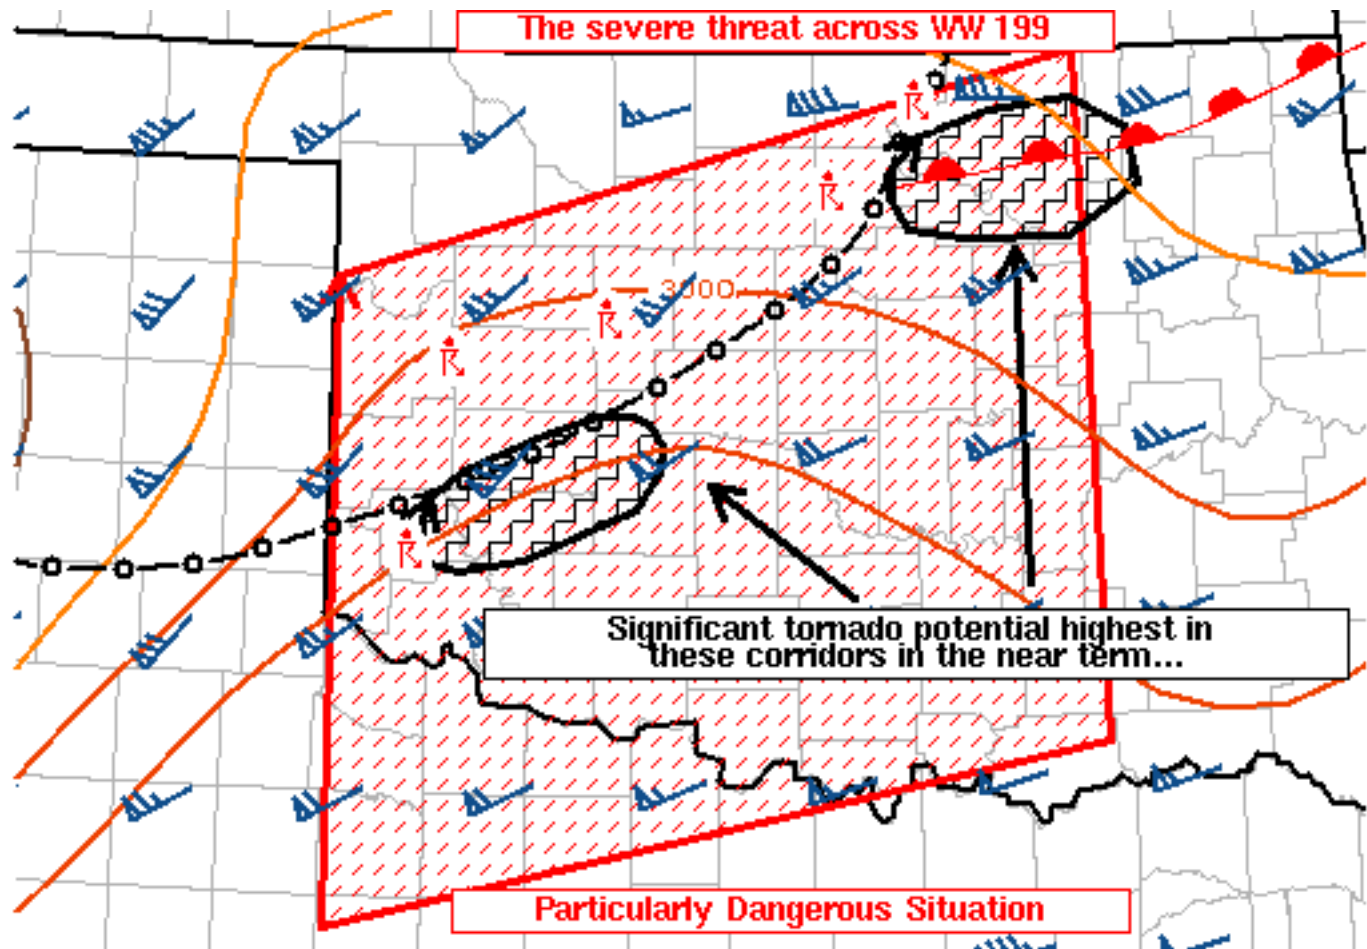 The severe threat across WW 199
3000
Significant tornado potential highest in
these corridors in the near term...
Particularly Dangerous Situation